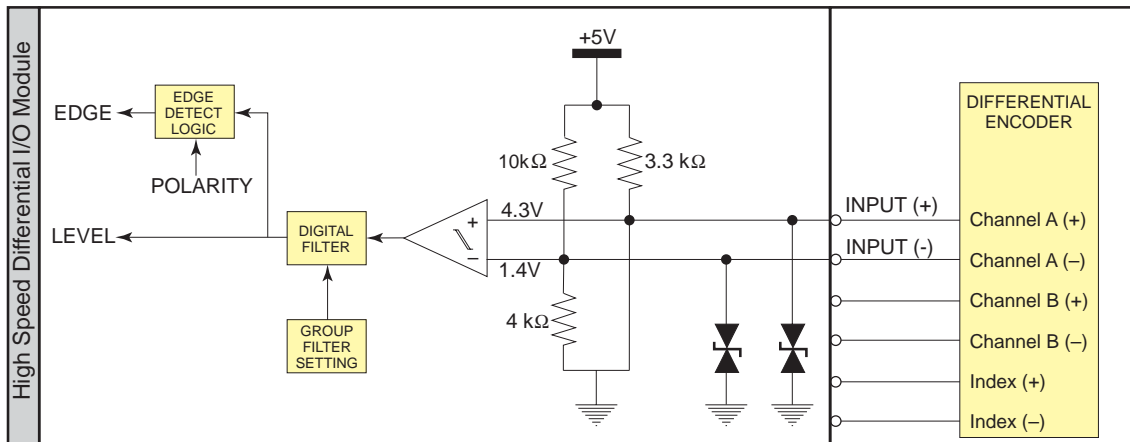 High Speed Differential I/O Module
+5V
EDGE
EDGE
DETECT
LOGIC
POLARITY
LEVEL
DIGITAL
FILTER
GROUP
FILTER
SETTING
10kΩ
3.3 kΩ
4.3V
+
−
1.4V
4 kΩ
INPUT (+)
INPUT (-)
DIFFERENTIAL
ENCODER
Channel A (+)
Channel A (–)
Channel B (+)
Channel B (–)
Index (+)
Index (–)